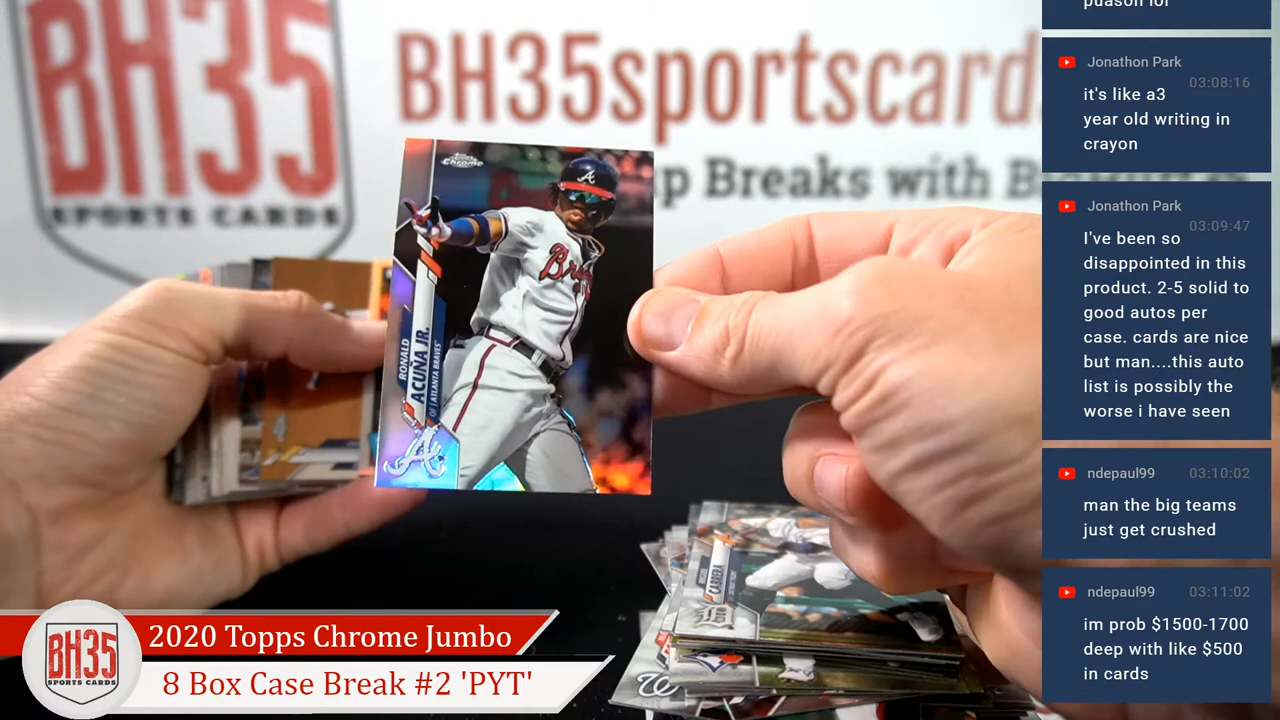 BH35
SPORTS CARDS
BH35sportscard
p Breaks with
Topps
Chrome
A
Braves
RONALD
ACUÑA JR.
OF | ATLANTA BRAVES
A
CABRERA
W
BH35
SPORTS CARDS
2020 Topps Chrome Jumbo
8 Box Case Break #2 'PYT'
puason lol
Jonathon Park
03:08:16
it's like a3
year old writing in
crayon
Jonathon Park
03:09:47
I've been so
disappointed in this
product. 2-5 solid to
good autos per
case. cards are nice
but man....this auto
list is possibly the
worse i have seen
ndepaul99 03:10:02
man the big teams
just get crushed
ndepaul99 03:11:02
im prob $1500-1700
deep with like $500
in cards